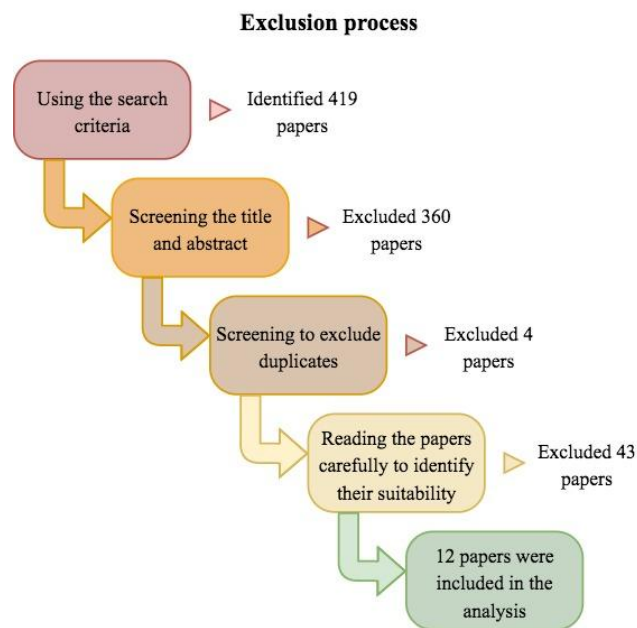 Exclusion process
Using the search
criteria
Identified 419
papers
Screening the title
and abstract
Excluded 360
papers
Screening to exclude
duplicates
Excluded 4
papers
Reading the papers
carefully to identify
their suitability
Excluded 43
papers
12 papers were
included in the
analysis